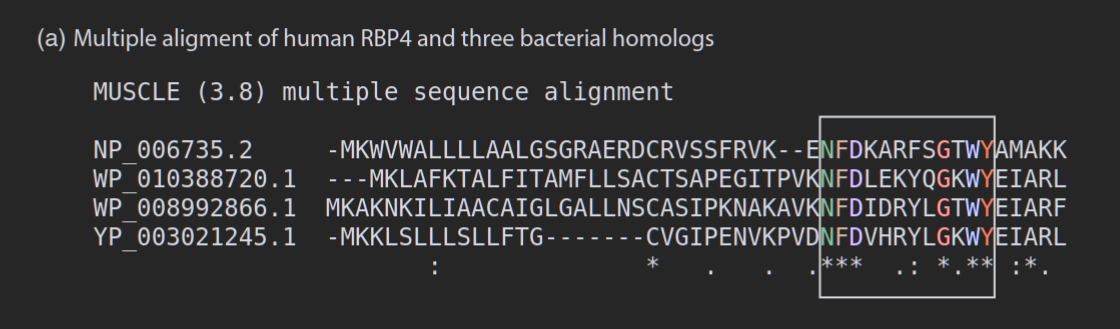 (a) Multiple aligment of human RBP4 and three bacterial homologs
MUSCLE (3.8) multiple sequence alignment
NP_006735.2      -MKWVWALLLLAALGSGRAERDCRVSSFRVK--ENFDKARFSGTWYAMAKK
WP_010388720.1   ---MKLAFKTALFITAMFLLSACTSAPEGITPVKNFDLEKYQGKWYEIARL
WP_008992866.1   MKAKNKILIIAACAIGLGALLNSCASIPKNAKAVKNFDIDRYLGTWYEIARF
YP_003021245.1   -MKKLSLLLSLLFTG-------CVGIPENVKPVDNFDVHRYLGKWYEIARL
: * . . .*** .: *.** :*.